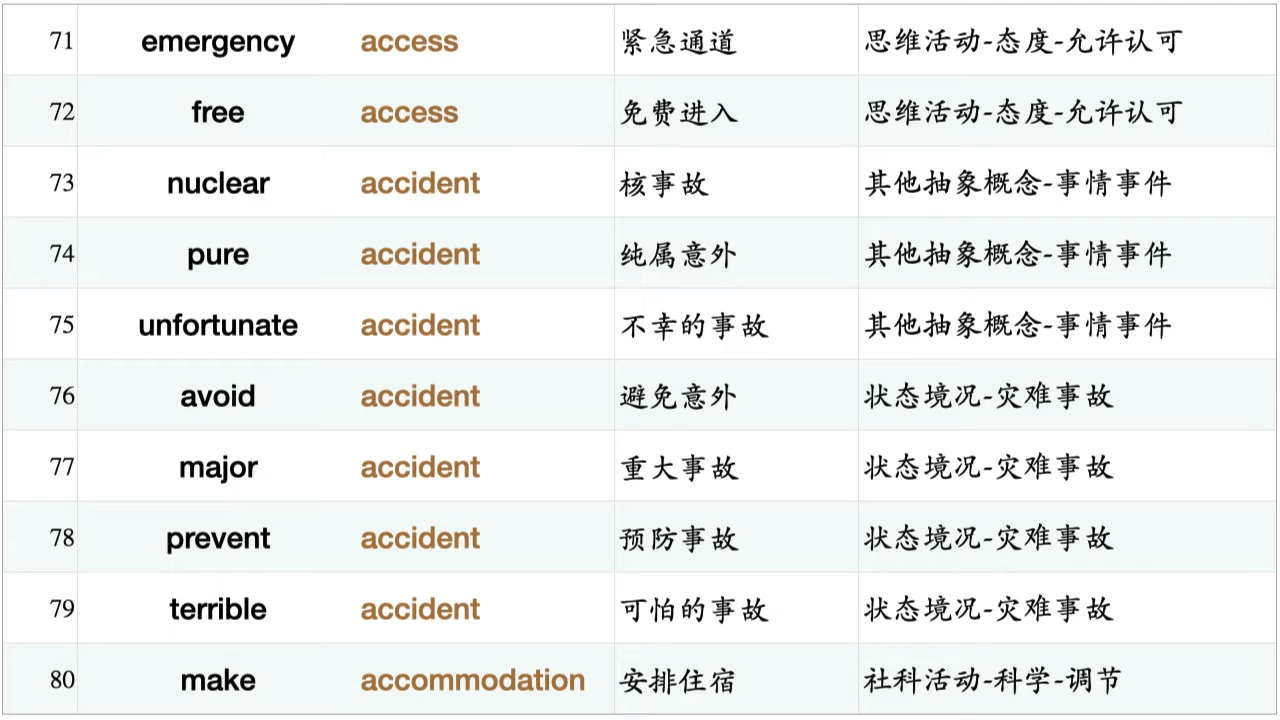 71 emergency access 紧急通道 思维活动-态度-允许认可
72 free access 免费进入 思维活动-态度-允许认可
73 nuclear accident 核事故 其他抽象概念-事情事件
74 pure accident 纯属意外 其他抽象概念-事情事件
75 unfortunate accident 不幸的事故 其他抽象概念-事情事件
76 avoid accident 避免意外 状态境况-灾难事故
77 major accident 重大事故 状态境况-灾难事故
78 prevent accident 预防事故 状态境况-灾难事故
79 terrible accident 可怕的事故 状态境况-灾难事故
80 make accommodation 安排住宿 社科活动-科学-调节